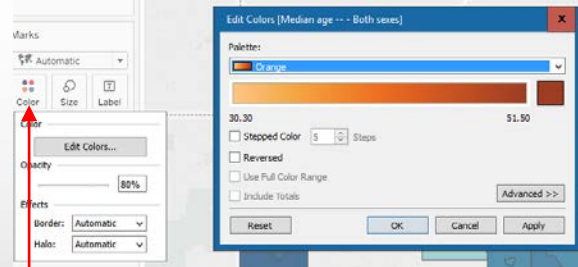 Marks
Automatic
Color Size Label
Color
Edit Colors...
Opacity
80%
Effects
Border: Automatic
Halo: Automatic
Edit Colors [Median age -- - Both sexes]
x
Palette:
Orange
30.30 51.50
Stepped Color 5 Steps
Reversed
Use Full Color Range
Include Totals
Advanced >>
Reset OK Cancel Apply